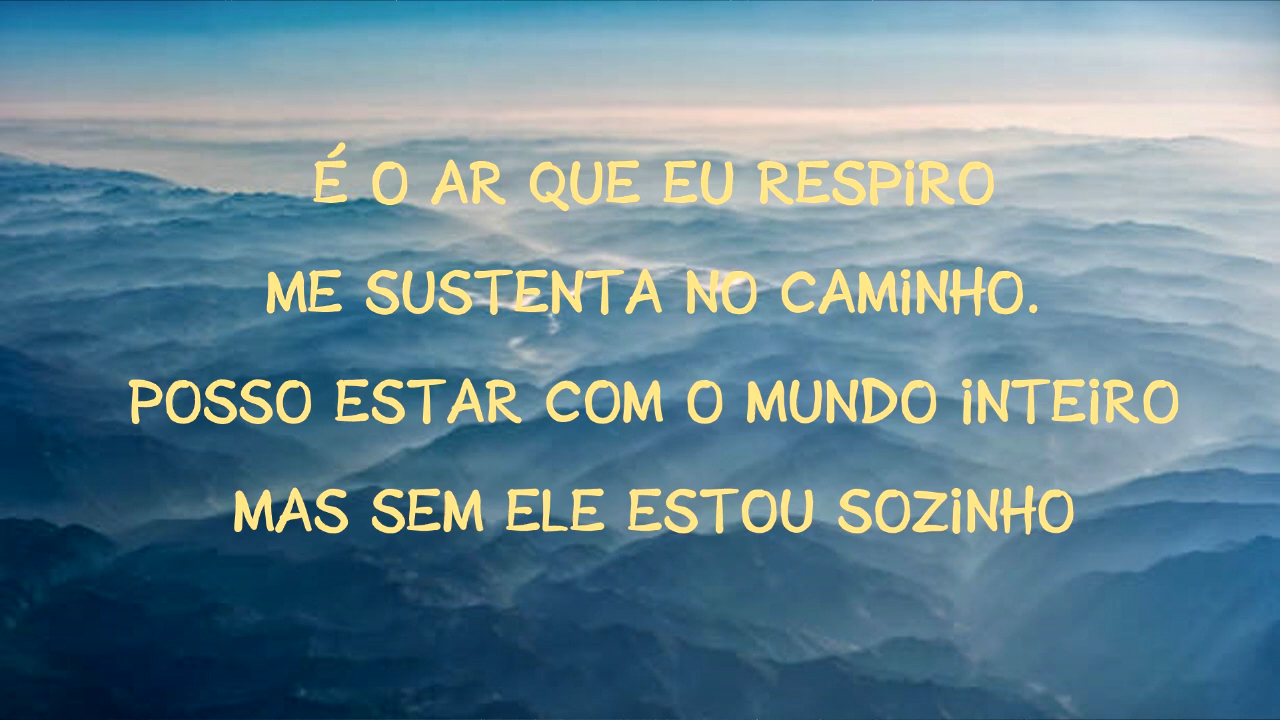 É O AR QUE EU RESPIRO
ME SUSTENTA NO CAMINHO.
POSSO ESTAR COM O MUNDO INTEIRO
MAS SEM ELE ESTOU SOZINHO